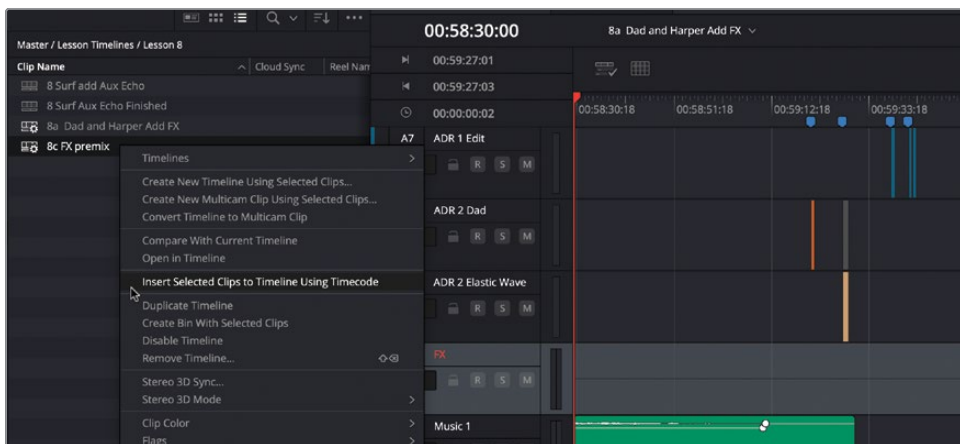 00:58:30:00
8a Dad and Harper Add FX
Master / Lesson Timelines / Lesson 8
Clip Name
Cloud Sync
Reel Nam
8 Surf add Aux Echo
8 Surf Aux Echo Finished
8a Dad and Harper Add FX
8c FX premix
Timelines
Create New Timeline Using Selected Clips...
Create New Multicam Clip Using Selected Clips...
Convert Timeline to Multicam Clip
Compare With Current Timeline
Open in Timeline
Insert Selected Clips to Timeline Using Timecode
Duplicate Timeline
Create Bin With Selected Clips
Disable Timeline
Remove Timeline...
Stereo 3D Sync...
Stereo 3D Mode
Clip Color
Flags
00:59:27:01
00:59:27:03
00:00:00:02
00:58:30:18
00:58:51:18
00:59:12:18
00:59:33:18
A7
ADR 1 Edit
R S M
ADR 2 Dad
R S M
ADR 2 Elastic Wave
R S M
FX
R S M
Music 1